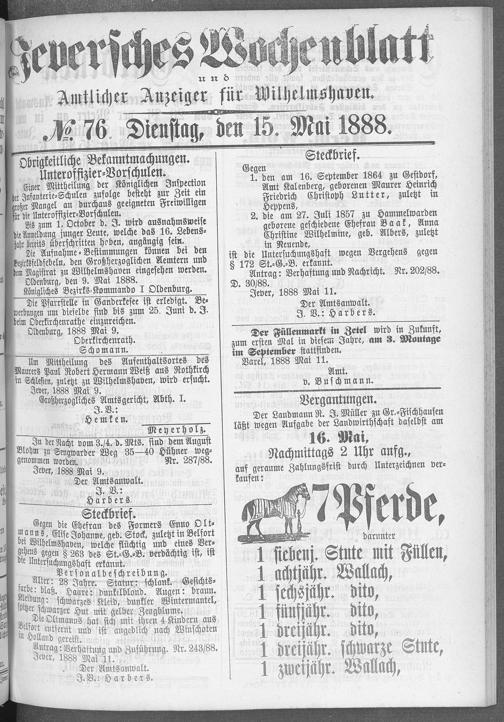 Jeversches Wochenblatt
und
Amtlicher Anzeiger für Wilhelmshaven.
№ 76. Dienstag, den 15. Mai 1888.
Obrigkeitliche Bekanntmachungen.
Unteroffizier-Vorschulen.
Einer Mittheilung der Königlichen Inspection
der Infanterie-Schulen zufolge besteht zur Zeit ein
großer Mangel an durchaus geeigneten Freiwilligen
für die Unteroffizier-Vorschulen.
Bis zum 1. October d. J. wird ausnahmsweise
die Anmeldung junger Leute, welche das 16. Lebens-
jahr bereits überschritten haben, angängig sein.
Die Aufnahme-Bestimmungen können bei den
Bezirksfeldwebeln, den Großherzoglichen Aemtern und
dem Magistrat zu Wilhelmshaven eingesehen werden.
Oldenburg, d. 9. Mai 1888.
Königliches Bezirks-Kommando I Oldenburg.
Die Pfarrstelle in Ganderkesee ist erledigt. Be-
werbungen um dieselbe sind bis zum 25. Juni d. J.
beim Oberkirchenrathe einzureichen.
Oldenburg, 1888 Mai 9.
Oberkirchenrath.
Schomann.
Um Mittheilung des Aufenthaltsortes des
Maurers Paul Robert Hermann Weiß aus Rothkirch
in Schlesien, zuletzt zu Wilhelmshaven, wird ersucht.
Jever, 1888 Mai 9.
Großherzogliches Amtsgericht, Abth. I.
J. V.:
Hemken.
Meyerholz.
In der Nacht vom 3./4. d. Mts. sind dem August
Blohm zu Sengwarder Weg 35—40 Hühner weg-
genommen worden. Nr. 287/88.
Jever, 1888 Mai 9.
Der Amtsanwalt.
J. V.:
Harbers.
Steckbrief.
Gegen die Ehefrau des Formers Enno Olt-
manns, Elise Johanne, geb. Stock, zuletzt in Belfort
bei Wilhelmshaven, welche flüchtig und eines Ver-
gehens gegen § 263 des St.-G.-B. verdächtig ist, ist
die Untersuchungshaft erkannt.
Personalbeschreibung.
Alter: 28 Jahre. Statur: schlank. Gesichts-
farbe: blaß. Haare: dunkelblond. Augen: braun.
Kleidung: schwarzes Kleid, dunkler Wintermantel,
spitzer schwarzer Hut mit gelber Zeugblume.
Die Oltmanns hat sich mit ihren 4 Kindern aus
Belfort entfernt und ist angeblich nach Winschoten
in Holland gereist.
Antrag: Verhaftung und Zuführung. Nr. 243/88.
Jever, 1888 Mai 11.
Der Amtsanwalt.
J. V.: Harbers.
Steckbrief.
Gegen
1. den am 16. September 1864 zu Gestdorf,
Amt Kalenberg, geborenen Maurer Heinrich
Friedrich Christoph Lutter, zuletzt zu
Heppens,
2. die am 27. Juli 1857 zu Hammelwarden
geborene geschiedene Ehefrau Baak, Anna
Christine Wilhelmine, geb. Albers, zuletzt
in Neuende,
ist die Untersuchungshaft wegen Vergehens gegen
§ 172 St.-G.-B. erkannt.
Antrag: Verhaftung und Nachricht. Nr. 202/88.
D. 30/88.
Jever, 1888 Mai 11.
Der Amtsanwalt.
J. V.: Harbers.
Der Füllenmarkt in Zetel wird in Zukunft,
zum ersten Mal in diesem Jahre, am 3. Montage
im September stattfinden.
Varel, 1888 Mai 11.
Amt.
v. Buschmann.
Vergantungen.
Der Landmann R. J. Müller zu Gr.-Fischhausen
läßt wegen Aufgabe der Landwirthschaft daselbst am
16. Mai,
Nachmittags 2 Uhr anfg.,
auf geraume Zahlungsfrist durch Unterzeichneten ver-
kaufen:
7 Pferde,
darunter
1 siebenj. Stute mit Füllen,
1 achtjähr. Wallach,
1 sechsjähr. dito,
1 fünfjähr. dito,
1 dreijähr. dito,
1 dreijähr. schwarze Stute,
1 zweijähr. Wallach,